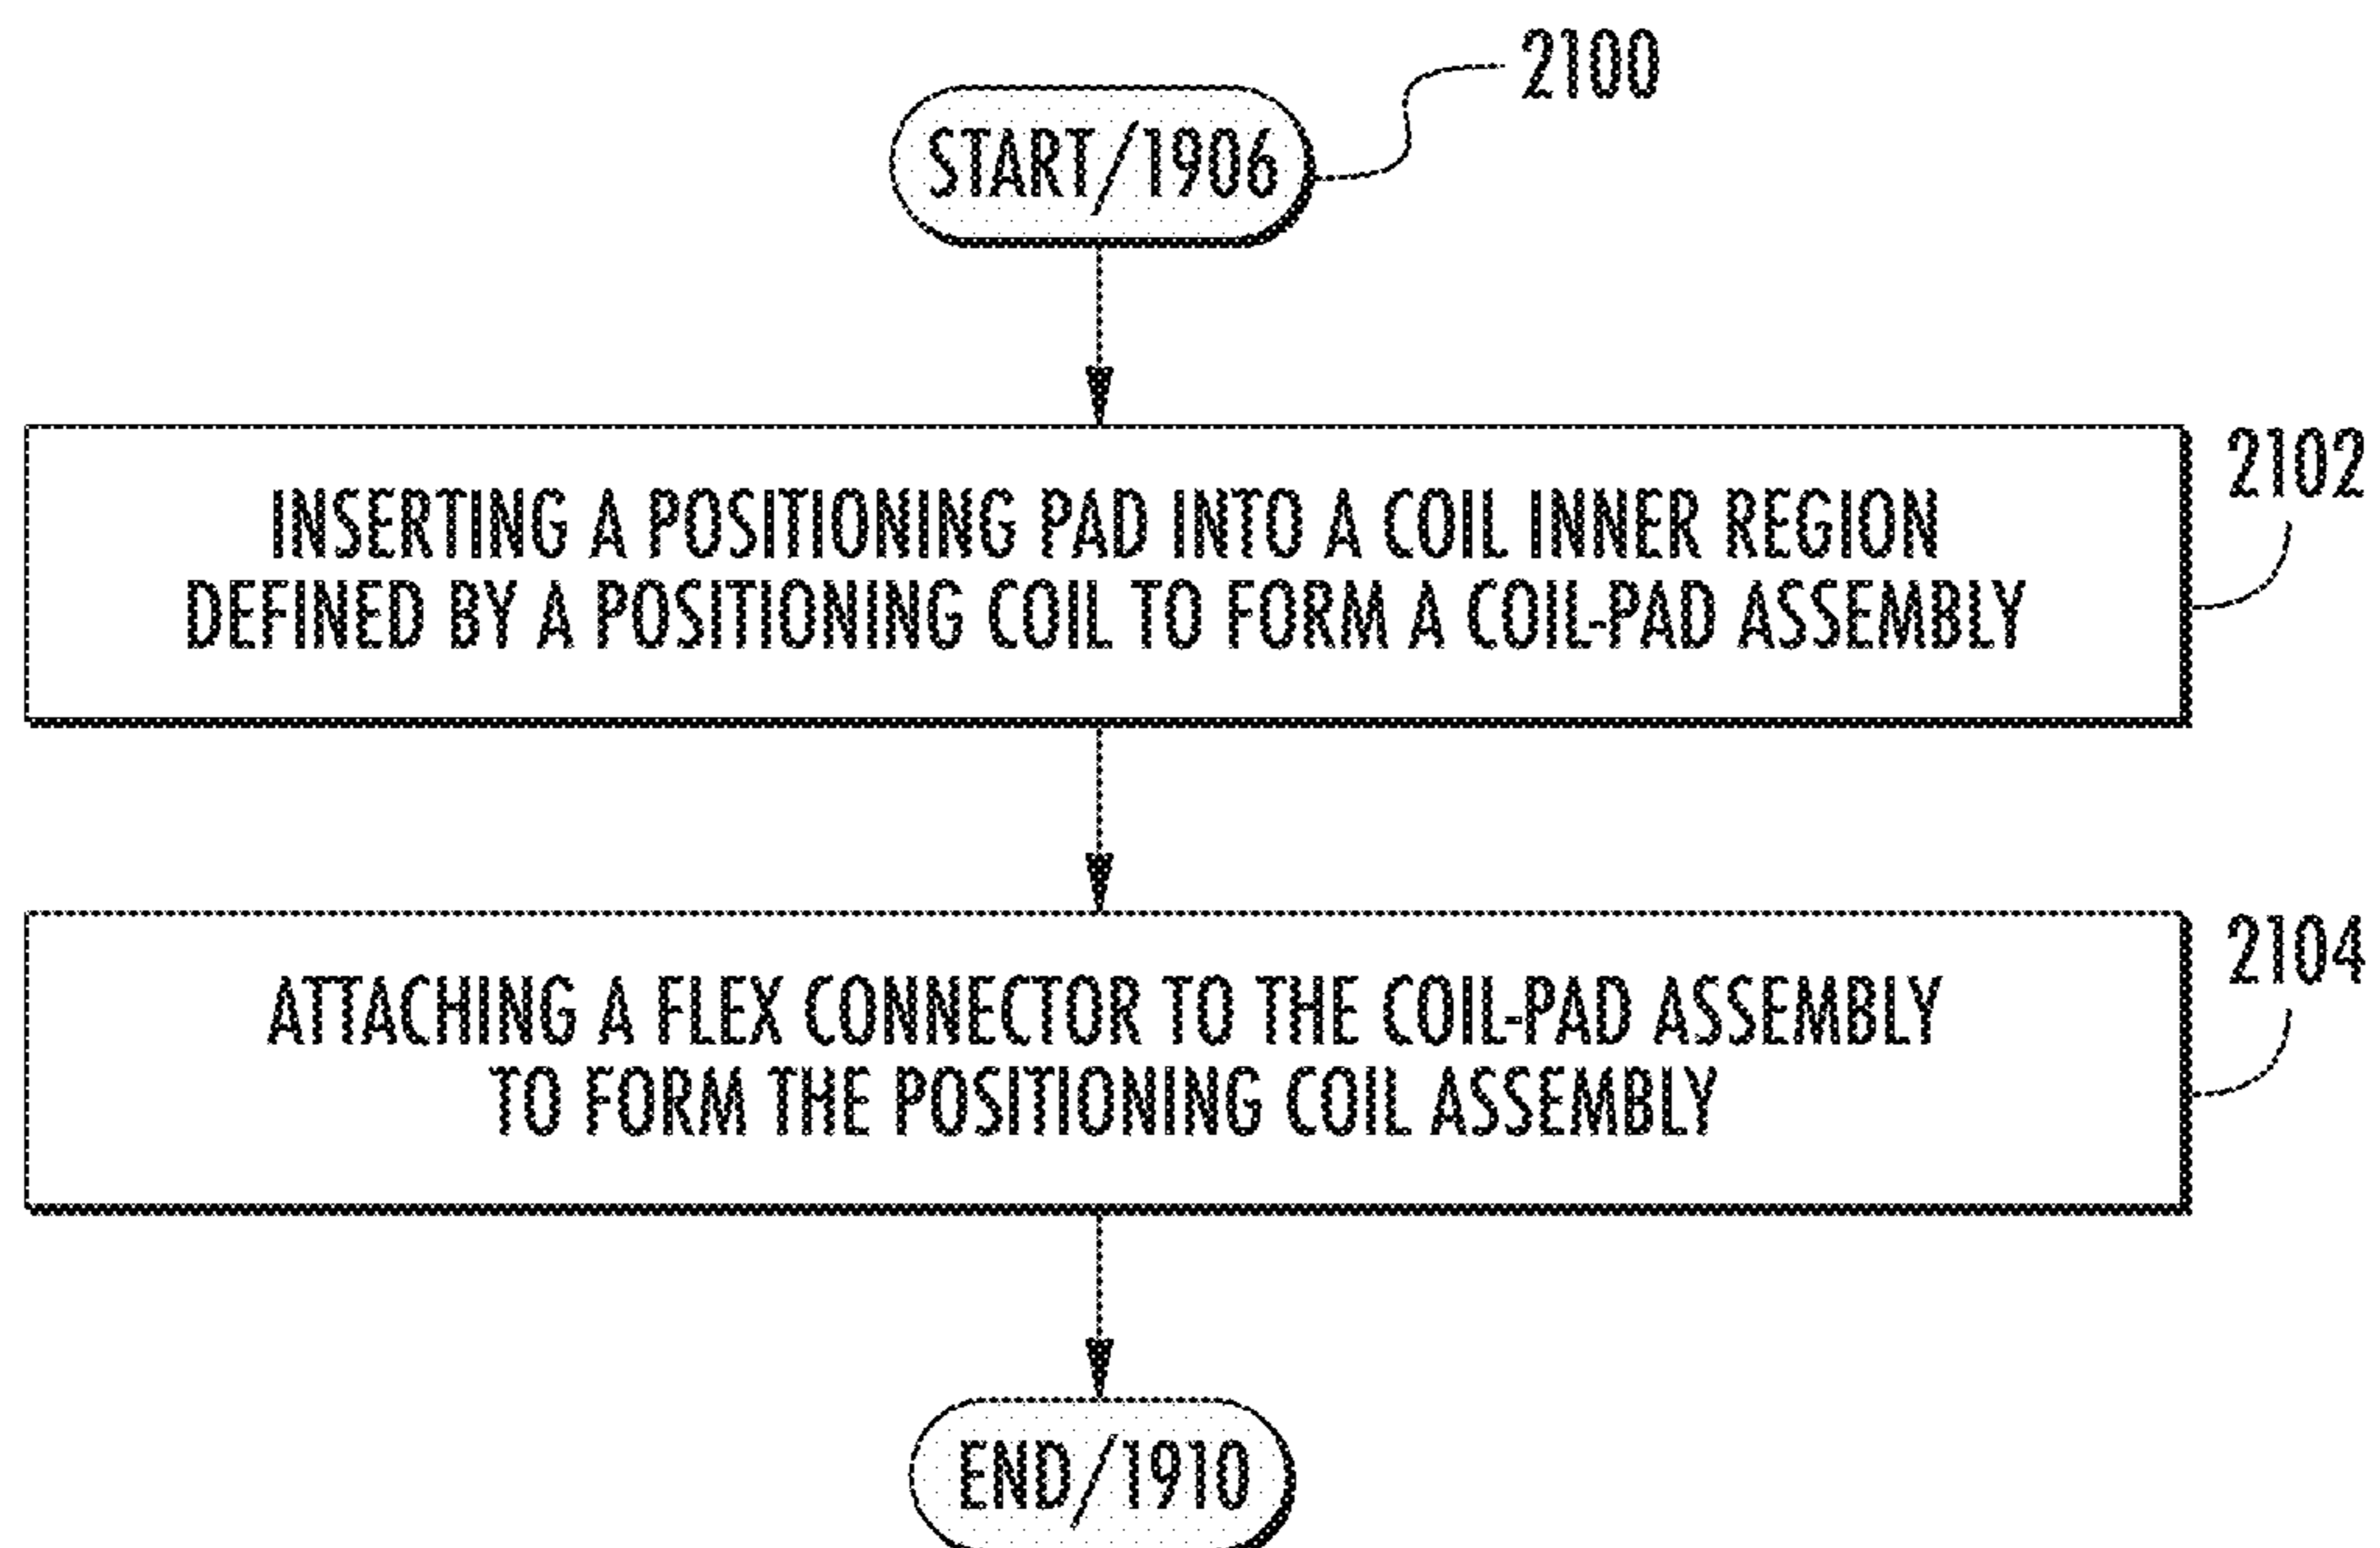 2100
START/1906
2102
INSERTING A POSITIONING PAD INTO A COIL INNER REGION
DEFINED BY A POSITIONING COIL TO FORM A COIL-PAD ASSEMBLY
2104
ATTACHING A FLEX CONNECTOR TO THE COIL-PAD ASSEMBLY
TO FORM THE POSITIONING COIL ASSEMBLY
END/1910